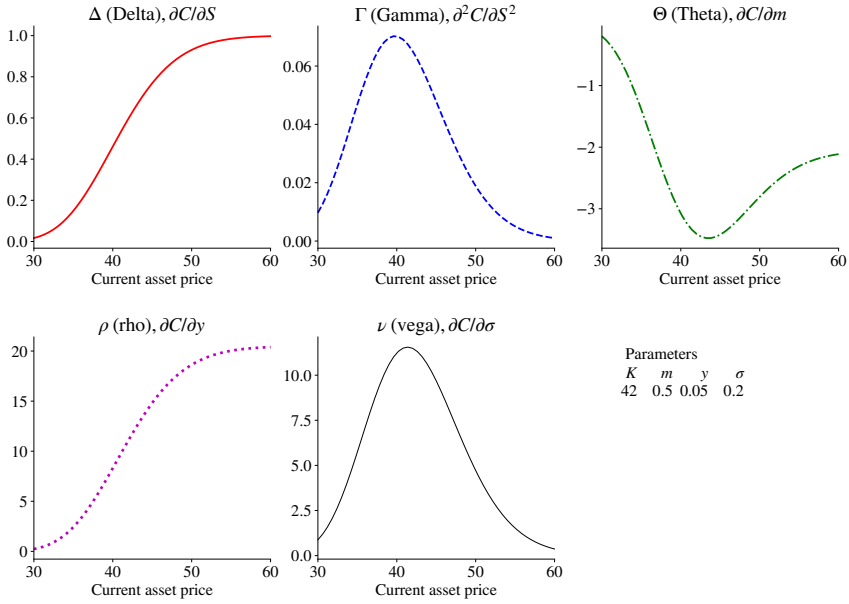 Δ (Delta), ∂C/∂S
1.0
0.8
0.6
0.4
0.2
0.0
30 40 50 60
Current asset price
Γ (Gamma), ∂²C/∂S²
0.06
0.04
0.02
0.00
30 40 50 60
Current asset price
Θ (Theta), ∂C/∂m
−1
−2
−3
30 40 50 60
Current asset price
ρ (rho), ∂C/∂y
20
15
10
5
0
30 40 50 60
Current asset price
ν (vega), ∂C/∂σ
10.0
7.5
5.0
2.5
0.0
30 40 50 60
Current asset price
Parameters
K m y σ
42 0.5 0.05 0.2